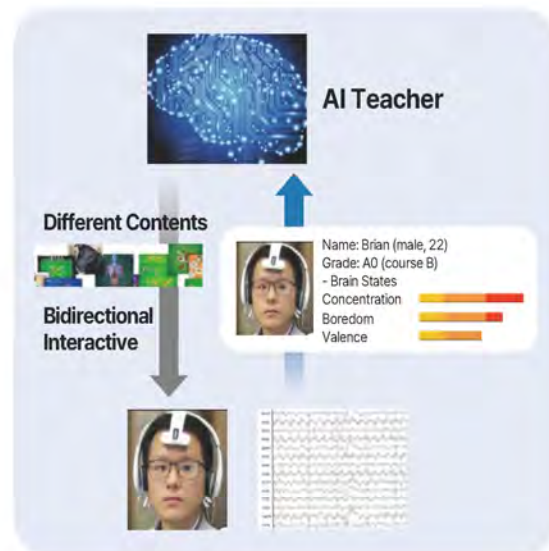 AI Teacher
Different Contents
Bidirectional
Interactive
Name: Brian (male, 22)
Grade: A0 (course B)
- Brain States
Concentration
Boredom
Valence